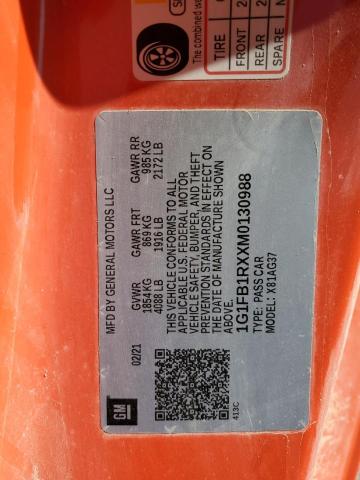 MFD BY GENERAL MOTORS LLC
02/21
GVWR
1854 KG
4088 LB
GAWR FRT
869 KG
1916 LB
GAWR RR
985 KG
2172 LB
THIS VEHICLE CONFORMS TO ALL
APPLICABLE U.S. FEDERAL MOTOR
VEHICLE SAFETY, BUMPER, AND THEFT
PREVENTION STANDARDS IN EFFECT ON
THE DATE OF MANUFACTURE SHOWN
ABOVE.
1G1FB1RXXM0130988
TYPE: PASS CAR
MODEL: X81AG37
GM
413C
The combined
TIRE
FRONT
REAR
SPARE